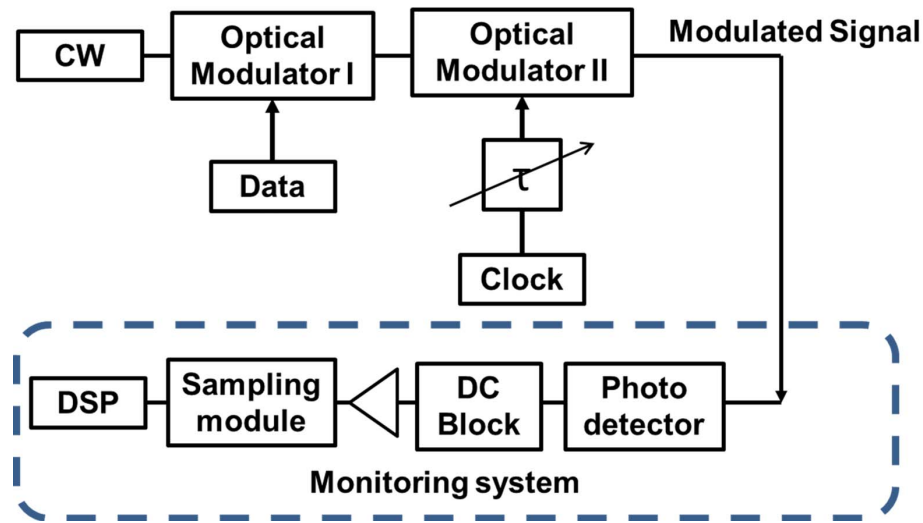 CW
Optical
Modulator I
Optical
Modulator II
Modulated Signal
Data
τ
Clock
DSP
Sampling
module
DC
Block
Photo
detector
Monitoring system